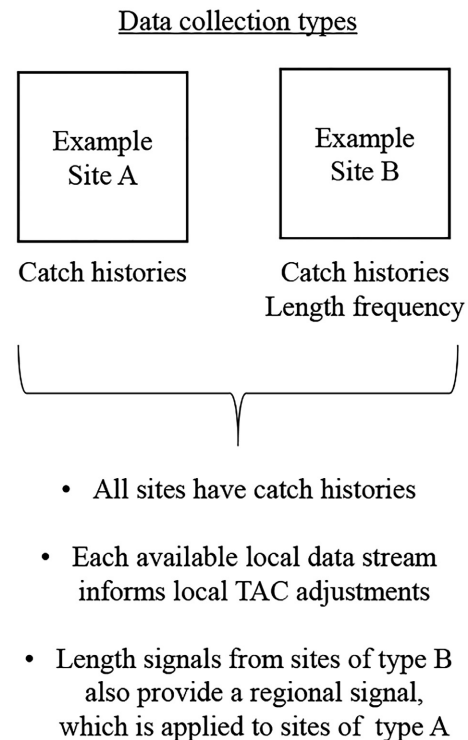 Data collection types
Example
Site A
Example
Site B
Catch histories
Catch histories
Length frequency
• All sites have catch histories
• Each available local data stream
informs local TAC adjustments
• Length signals from sites of type B
also provide a regional signal,
which is applied to sites of type A